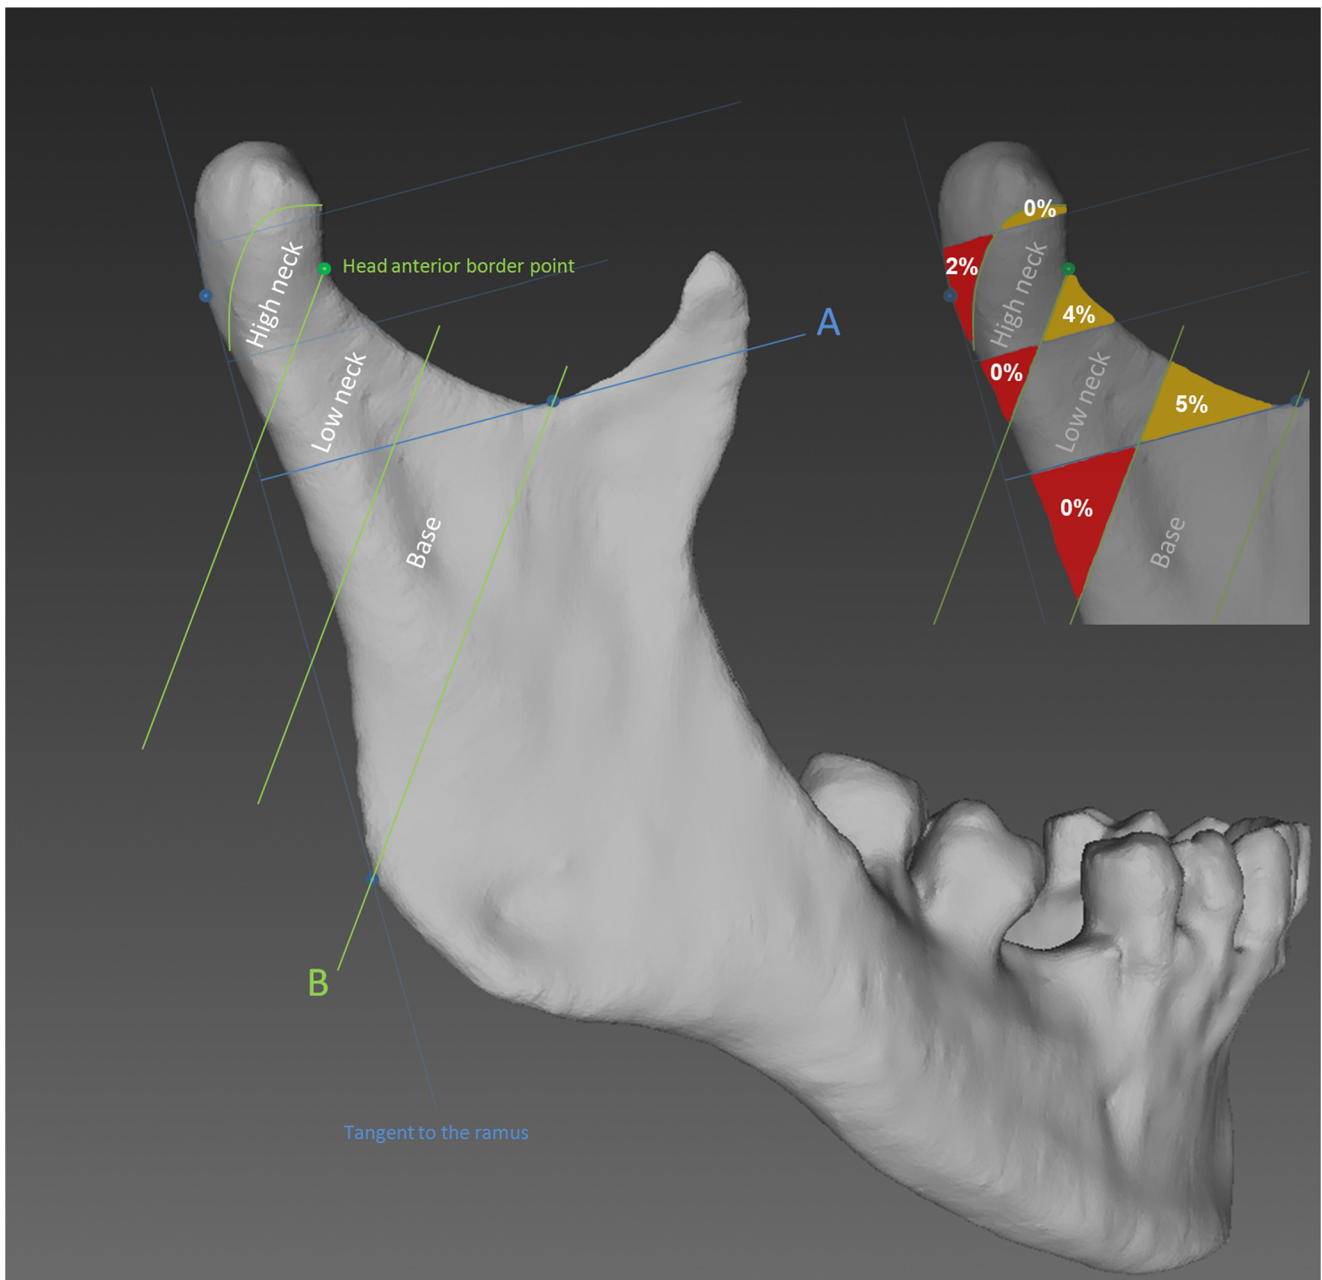 High neck
Head anterior border point
Low neck
A
Base
B
Tangent to the ramus
0%
2%
High neck
4%
0%
Low neck
5%
0%
Base